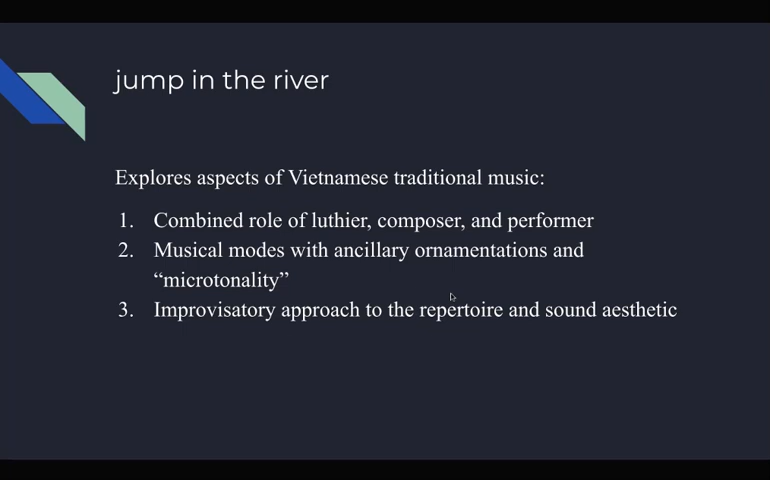 jump in the river
Explores aspects of Vietnamese traditional music:
1. Combined role of luthier, composer, and performer
2. Musical modes with ancillary ornamentations and
“microtonality”
3. Improvisatory approach to the repertoire and sound aesthetic